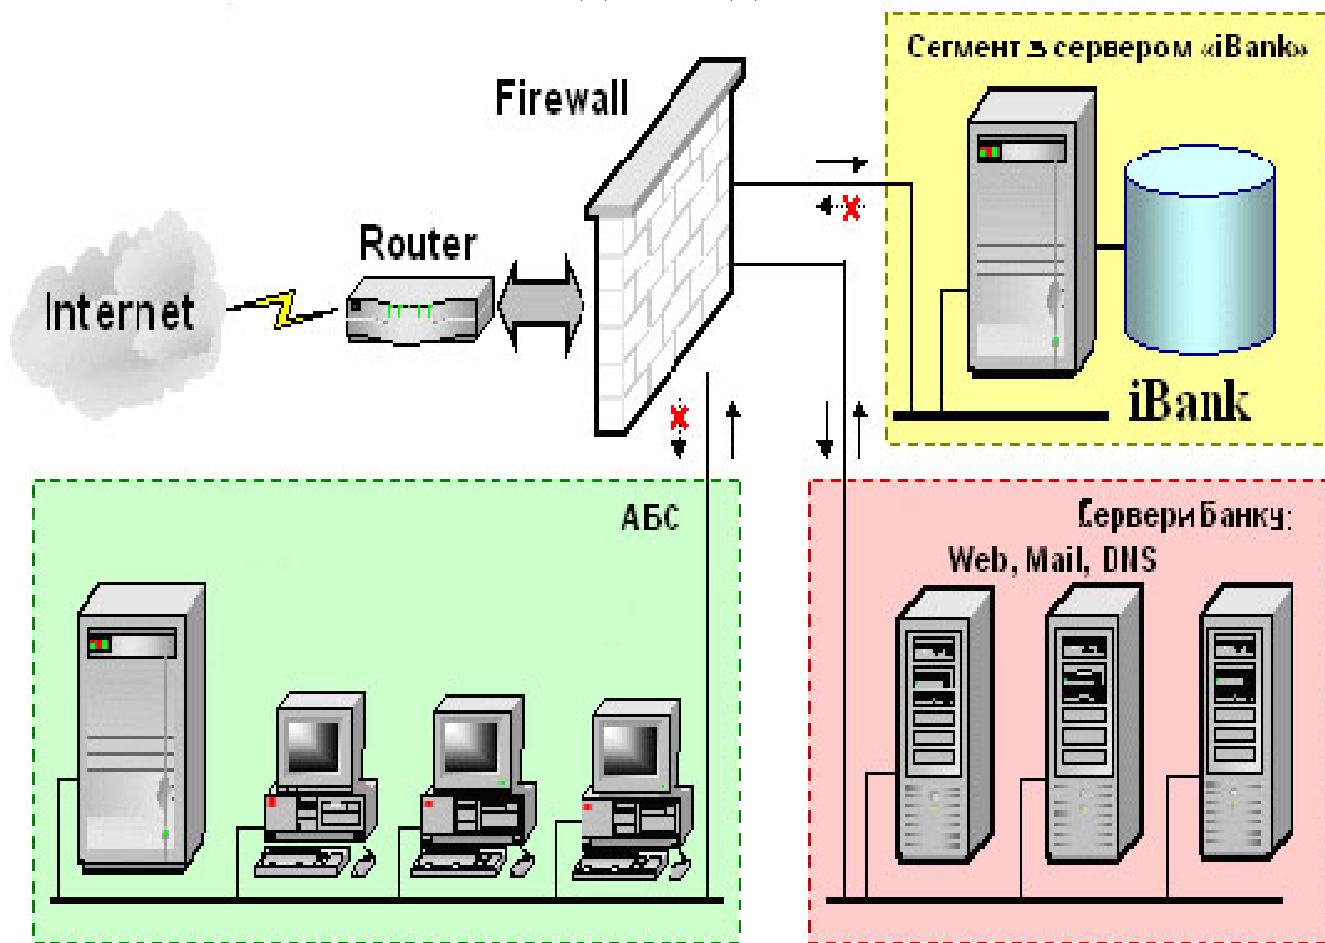 Сегмент з сервером «iBank»
Firewall
Router
Internet
iBank
АБС
Сервери банку:
Web, Mail, DNS